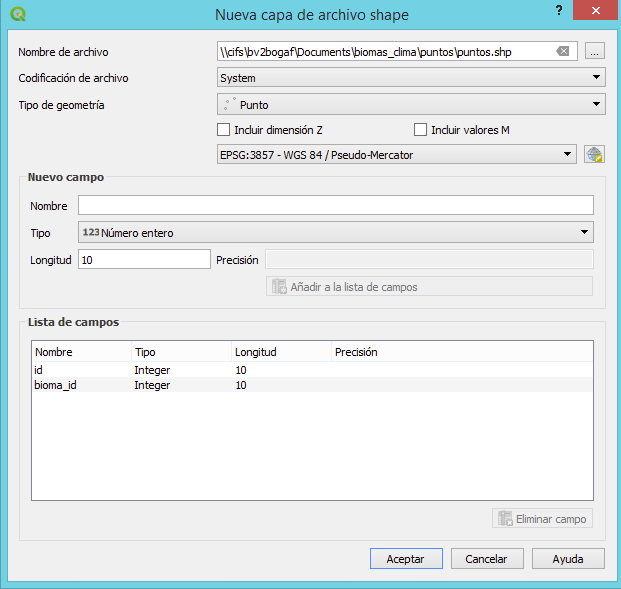 Nueva capa de archivo shape
?
Nombre de archivo \\cifs\bv2bogaf\Documents\biomas_clima\puntos\puntos.shp ...
Codificación de archivo System
Tipo de geometría Punto
Incluir dimensión Z Incluir valores M
EPSG:3857 - WGS 84 / Pseudo-Mercator
Nuevo campo
Nombre
Tipo 123 Número entero
Longitud 10 Precisión
Añadir a la lista de campos
Lista de campos
Nombre Tipo Longitud Precisión
id Integer 10
bioma_id Integer 10
Eliminar campo
Aceptar Cancelar Ayuda